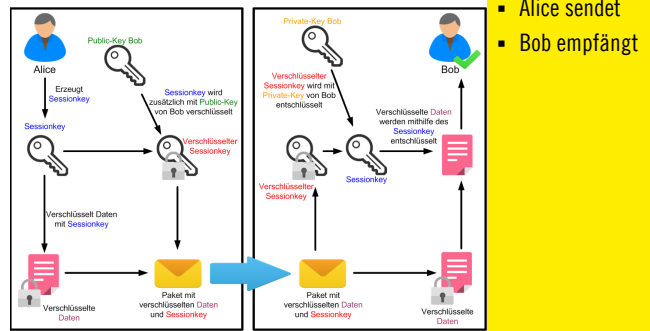 Public-Key Bob
Alice
Erzeugt
Sessionkey
Sessionkey wird
zusätzlich mit Public-Key
von Bob verschlüsselt
Sessionkey
Verschlüsselter
Sessionkey
Verschlüsselt Daten
mit Sessionkey
Verschlüsselte
Daten
Paket mit
verschlüsselten Daten
und Sessionkey
Private-Key Bob
Bob
Verschlüsselter
Sessionkey wird mit
Private-Key von Bob
entschlüsselt
Verschlüsselte Daten
werden mithilfe des
Sessionkey
entschlüsselt
Sessionkey
Verschlüsselter
Sessionkey
Paket mit
verschlüsselten Daten
und Sessionkey
Verschlüsselte
Daten
▪ Alice sendet
▪ Bob empfängt